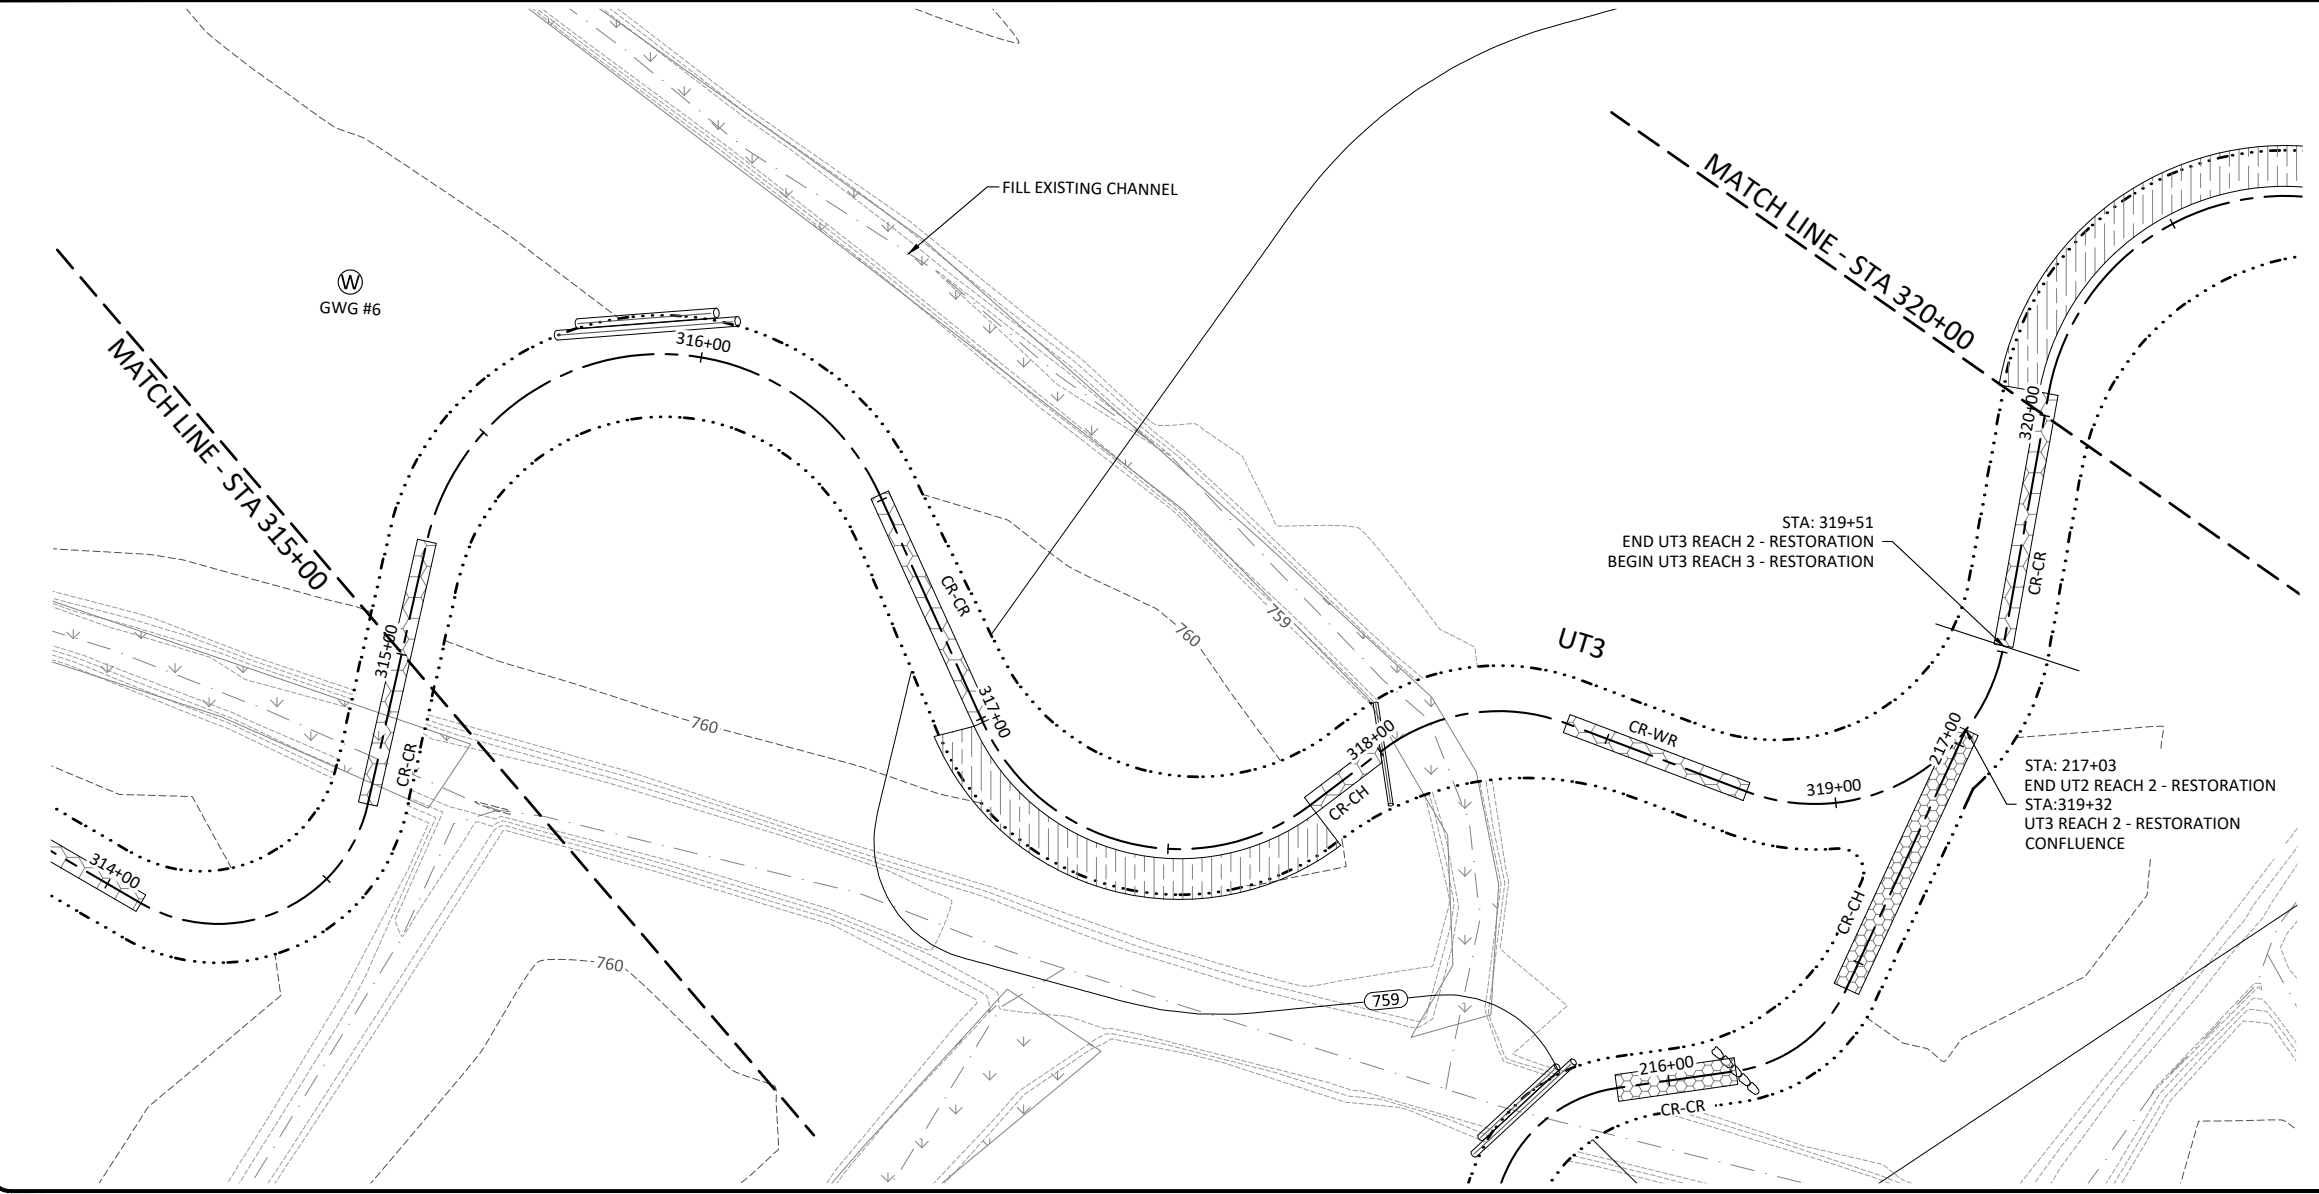 FILL EXISTING CHANNEL
MATCH LINE - STA 320+00
W
GWG #6
MATCH LINE - STA 315+00
316+00
320+00
STA: 319+51
END UT3 REACH 2 - RESTORATION
BEGIN UT3 REACH 3 - RESTORATION
CR-CR
CR-CR
759
760
UT3
315+00
317+00
760
CR-WR
318+00
217+00
CR-CR
CR-CH
319+00
STA: 217+03
END UT2 REACH 2 - RESTORATION
STA:319+32
UT3 REACH 2 - RESTORATION
CONFLUENCE
314+00
CR-CH
760
759
216+00
CR-CR